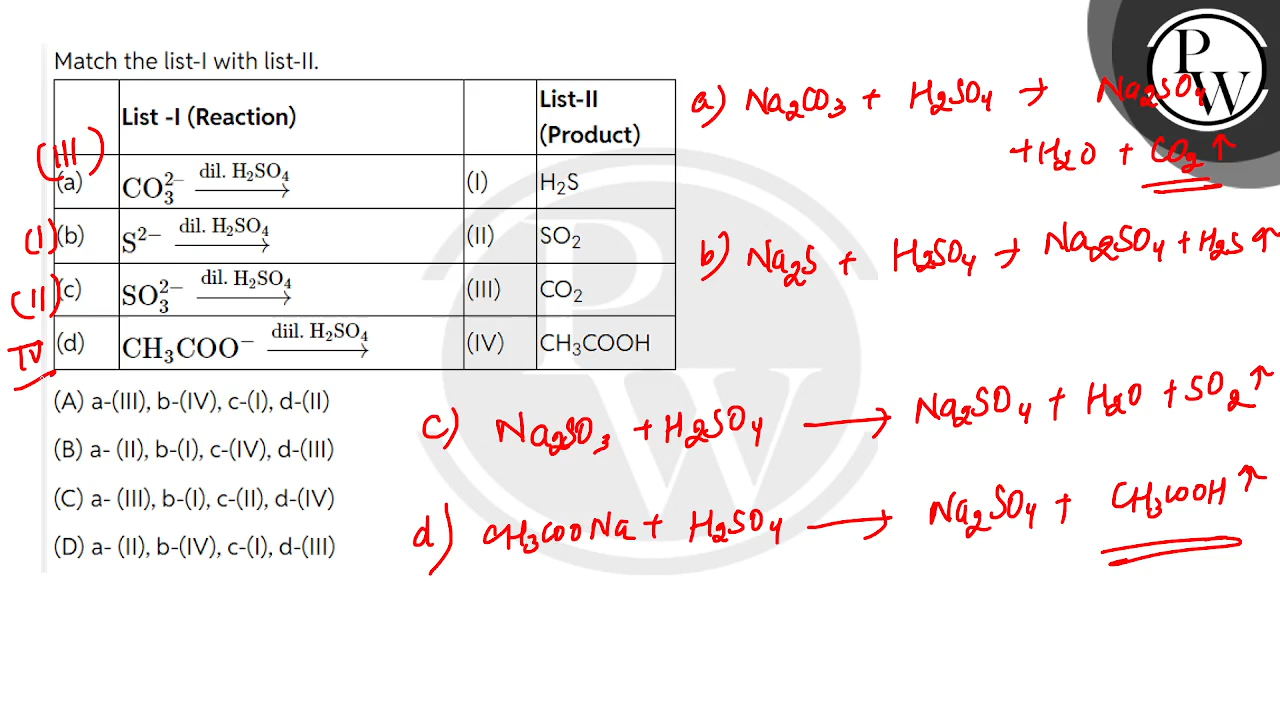 Match the list-I with list-II.
List -I (Reaction) List-II (Product)
(III) (a) CO₃²⁻ dil. H₂SO₄ → (I) H₂S
(I) (b) S²⁻ dil. H₂SO₄ → (II) SO₂
(II) (c) SO₃²⁻ dil. H₂SO₄ → (III) CO₂
IV (d) CH₃COO⁻ diil. H₂SO₄ → (IV) CH₃COOH
(A) a-(III), b-(IV), c-(I), d-(II)
(B) a- (II), b-(I), c-(IV), d-(III)
(C) a- (III), b-(I), c-(II), d-(IV)
(D) a- (II), b-(IV), c-(I), d-(III)
P
W
a) Na₂CO₃ + H₂SO₄ → Na₂SO₄
+ H₂O + CO₂ ↑
b) Na₂S + H₂SO₄ → Na₂SO₄ + H₂S ↑
c) Na₂SO₃ + H₂SO₄ → Na₂SO₄ + H₂O + SO₂ ↑
d) CH₃COONa + H₂SO₄ → Na₂SO₄ + CH₃COOH ↑